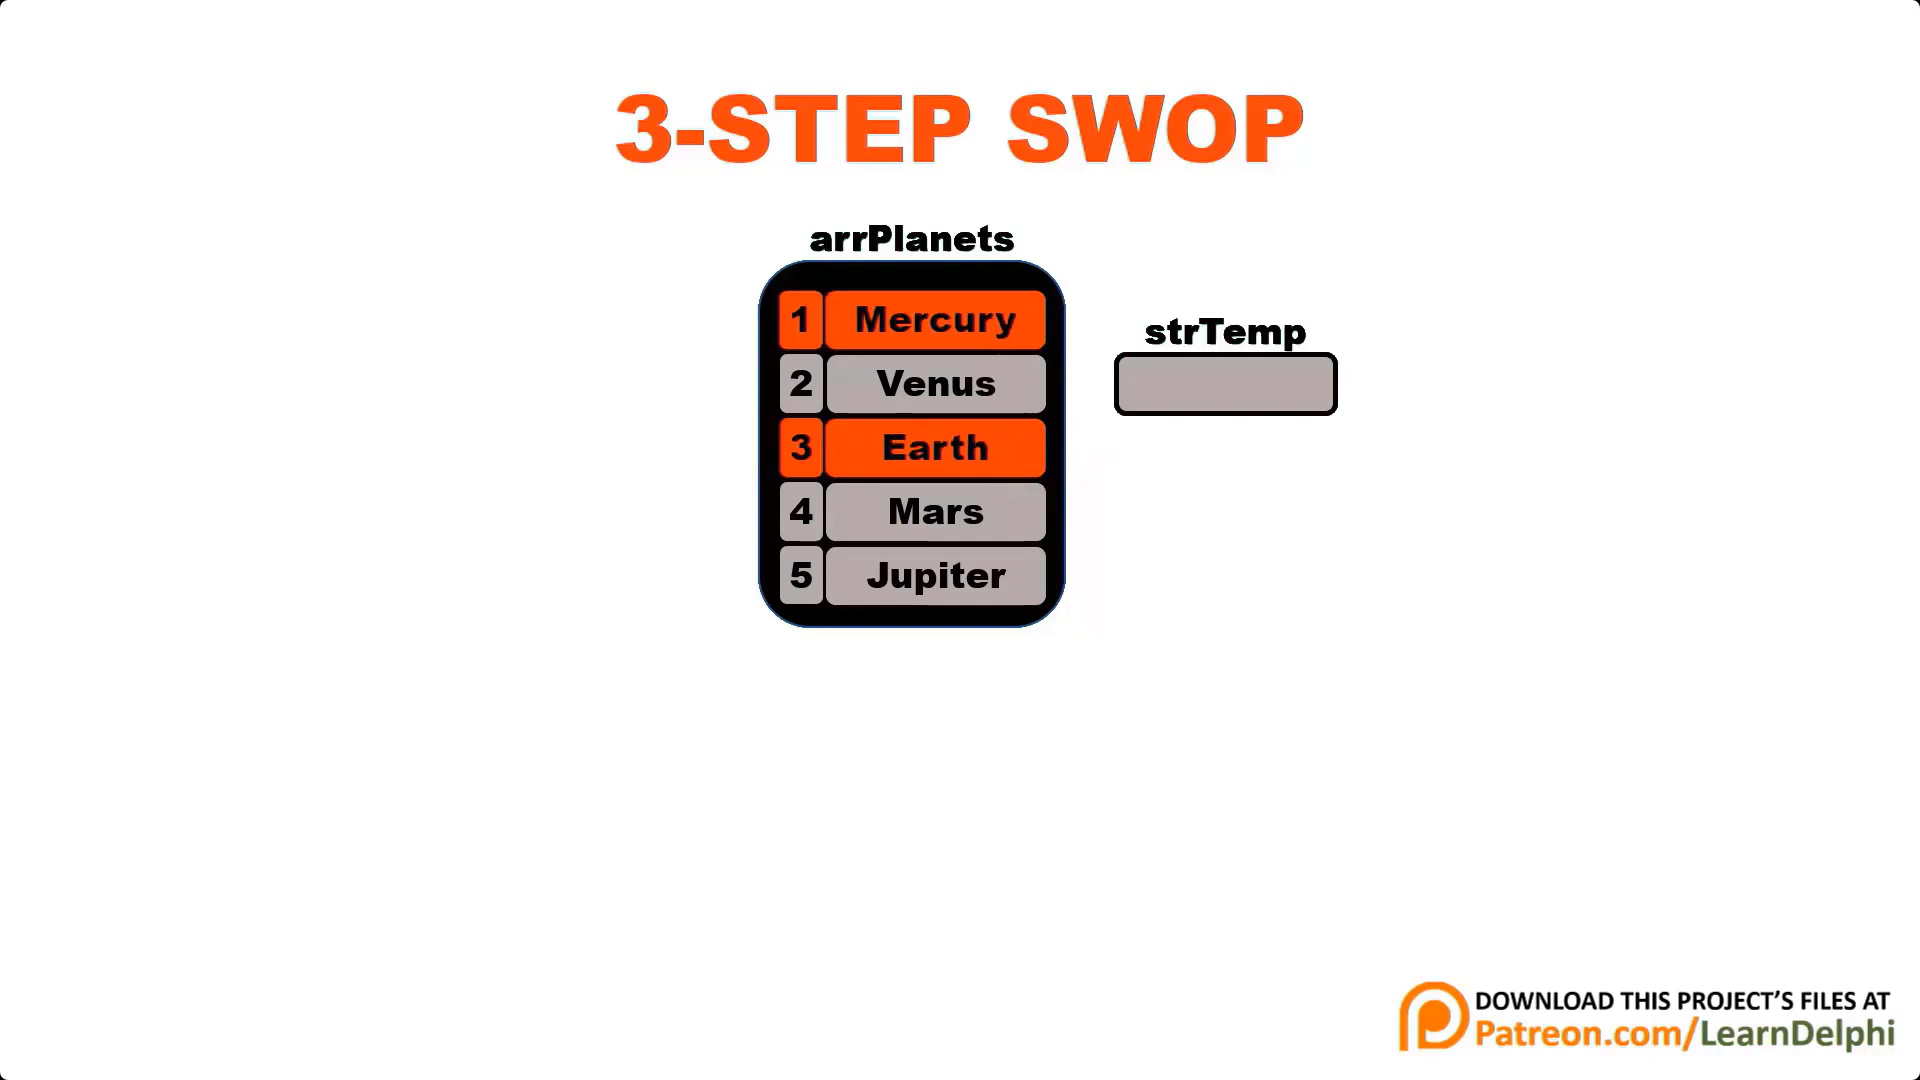 3-STEP SWOP
arrPlanets
1 Mercury
strTemp
2 Venus
3 Earth
4 Mars
5 Jupiter
DOWNLOAD THIS PROJECT'S FILES AT
Patreon.com/LearnDelphi